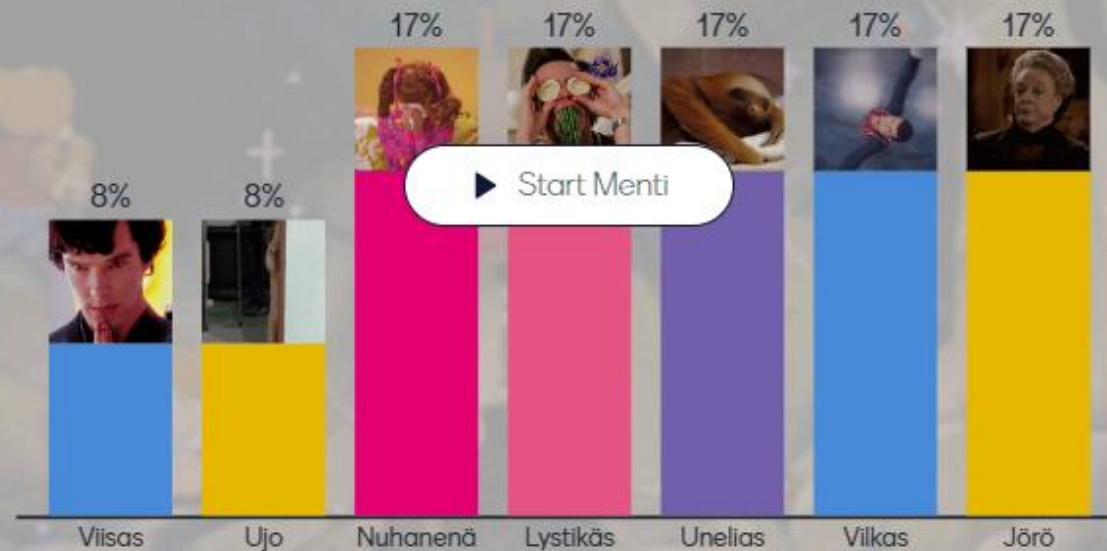 17% 17% 17% 17% 17%
8% 8%
Start Menti
Viisas Ujo Nuhanenä Lystikäs Unelias Vilkas Jörö